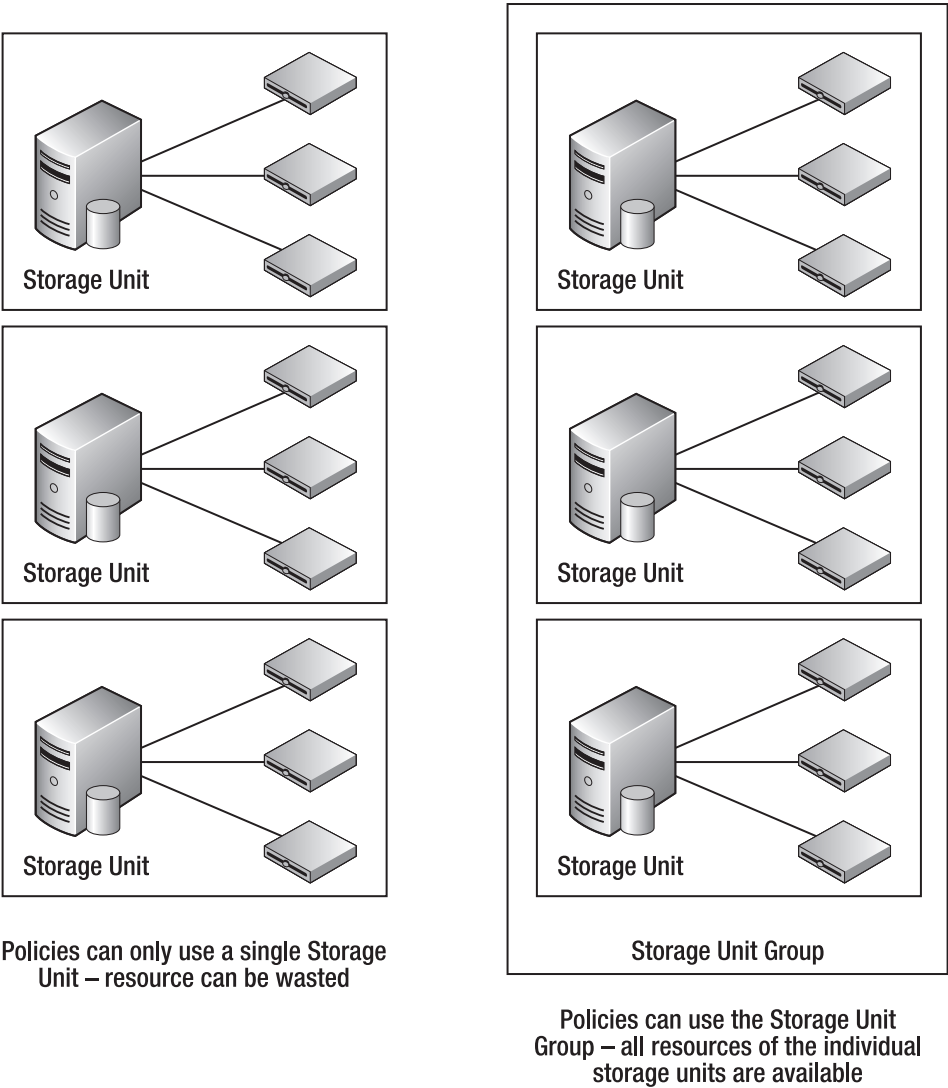 Storage Unit
Storage Unit
Storage Unit
Policies can only use a single Storage
Unit – resource can be wasted
Storage Unit
Storage Unit
Storage Unit
Storage Unit Group
Policies can use the Storage Unit
Group – all resources of the individual
storage units are available